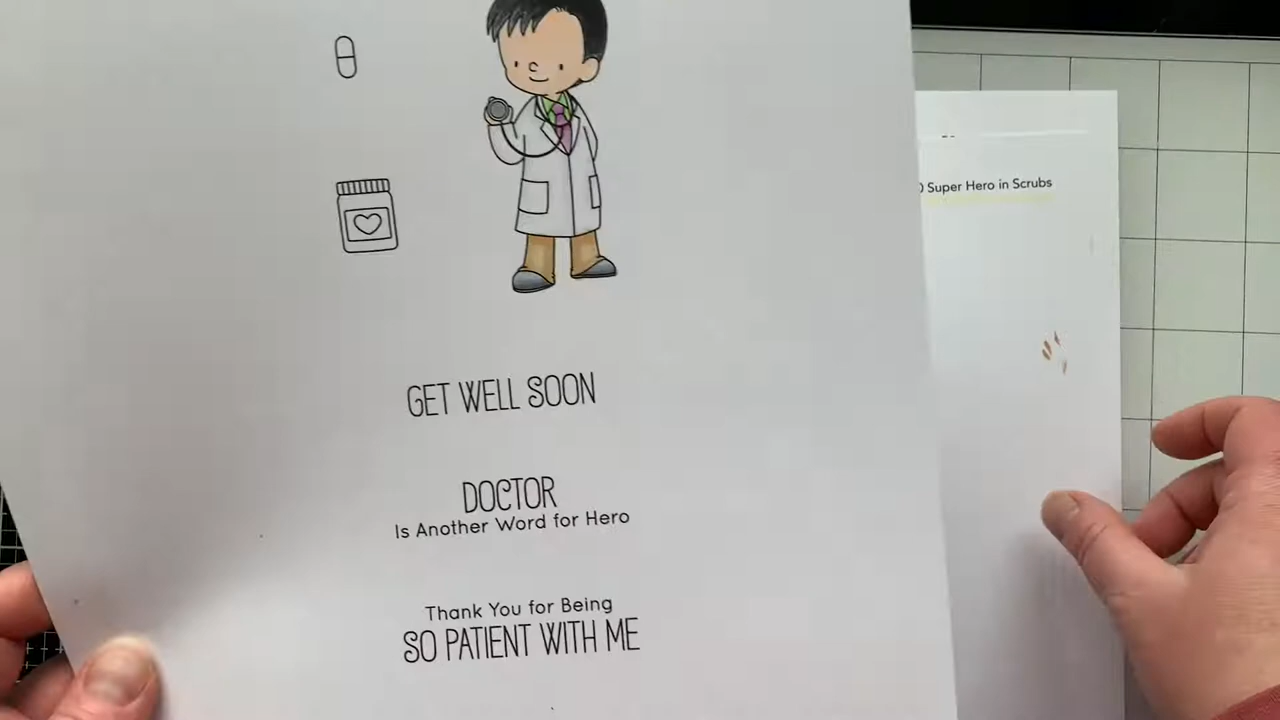 GET WELL SOON
DOCTOR
Is Another Word for Hero
Thank You for Being
SO PATIENT WITH ME
Super Hero in Scrubs